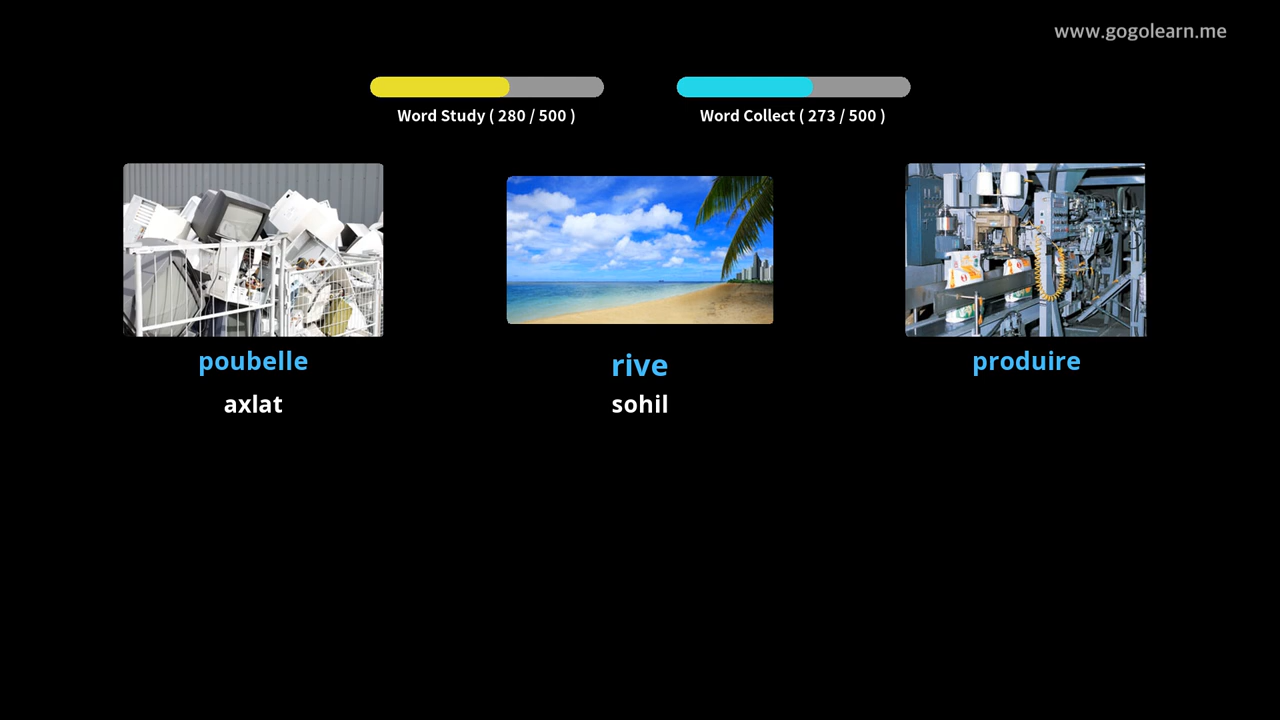 www.gogolearn.me
Word Study ( 280 / 500 )
Word Collect ( 273 / 500 )
poubelle
axlat
rive
sohil
produire